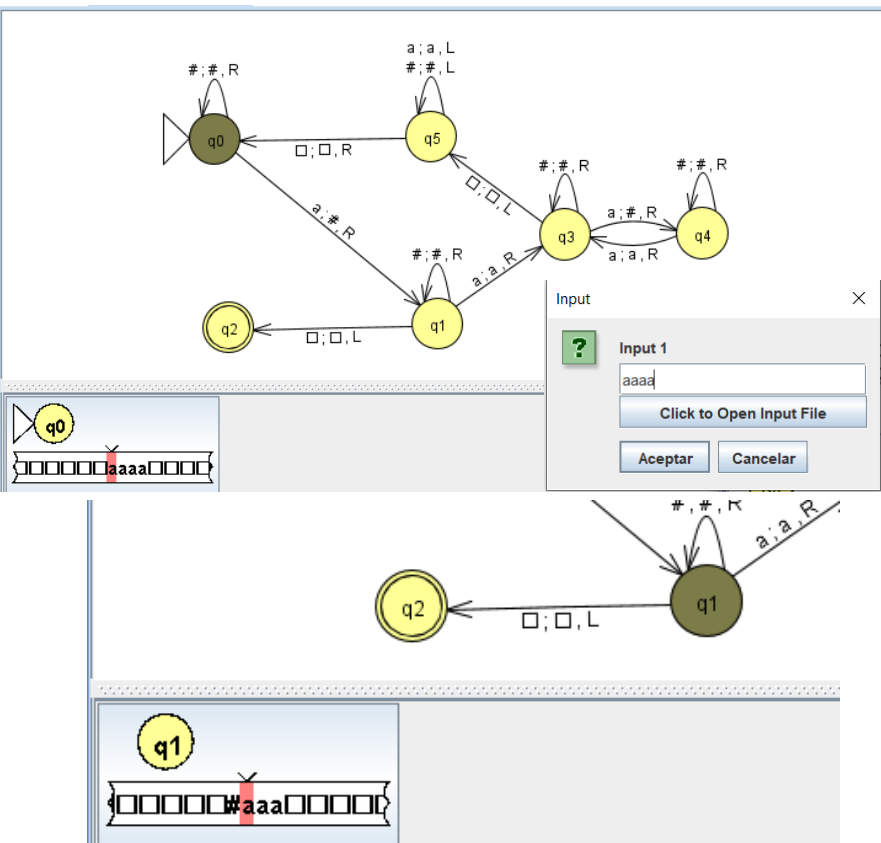 a ; a , L
# ; # , R
# ; # , L
q0
q5
□ ; □ , R
# ; # , R
# ; # , R
□ ; □ , L
a ; # , R
a ; # , R
q3
q4
a ; a , R
# ; # , R
a ; a , R
q2
q1
□ ; □ , L
Input
?
Input 1
aaaa
Click to Open Input File
Aceptar
Cancelar
q0
□□□□□□aaaa□□□□
# , # , R
a ; a , R
q2
q1
□ ; □ , L
q1
□□□□□#aaa□□□□□